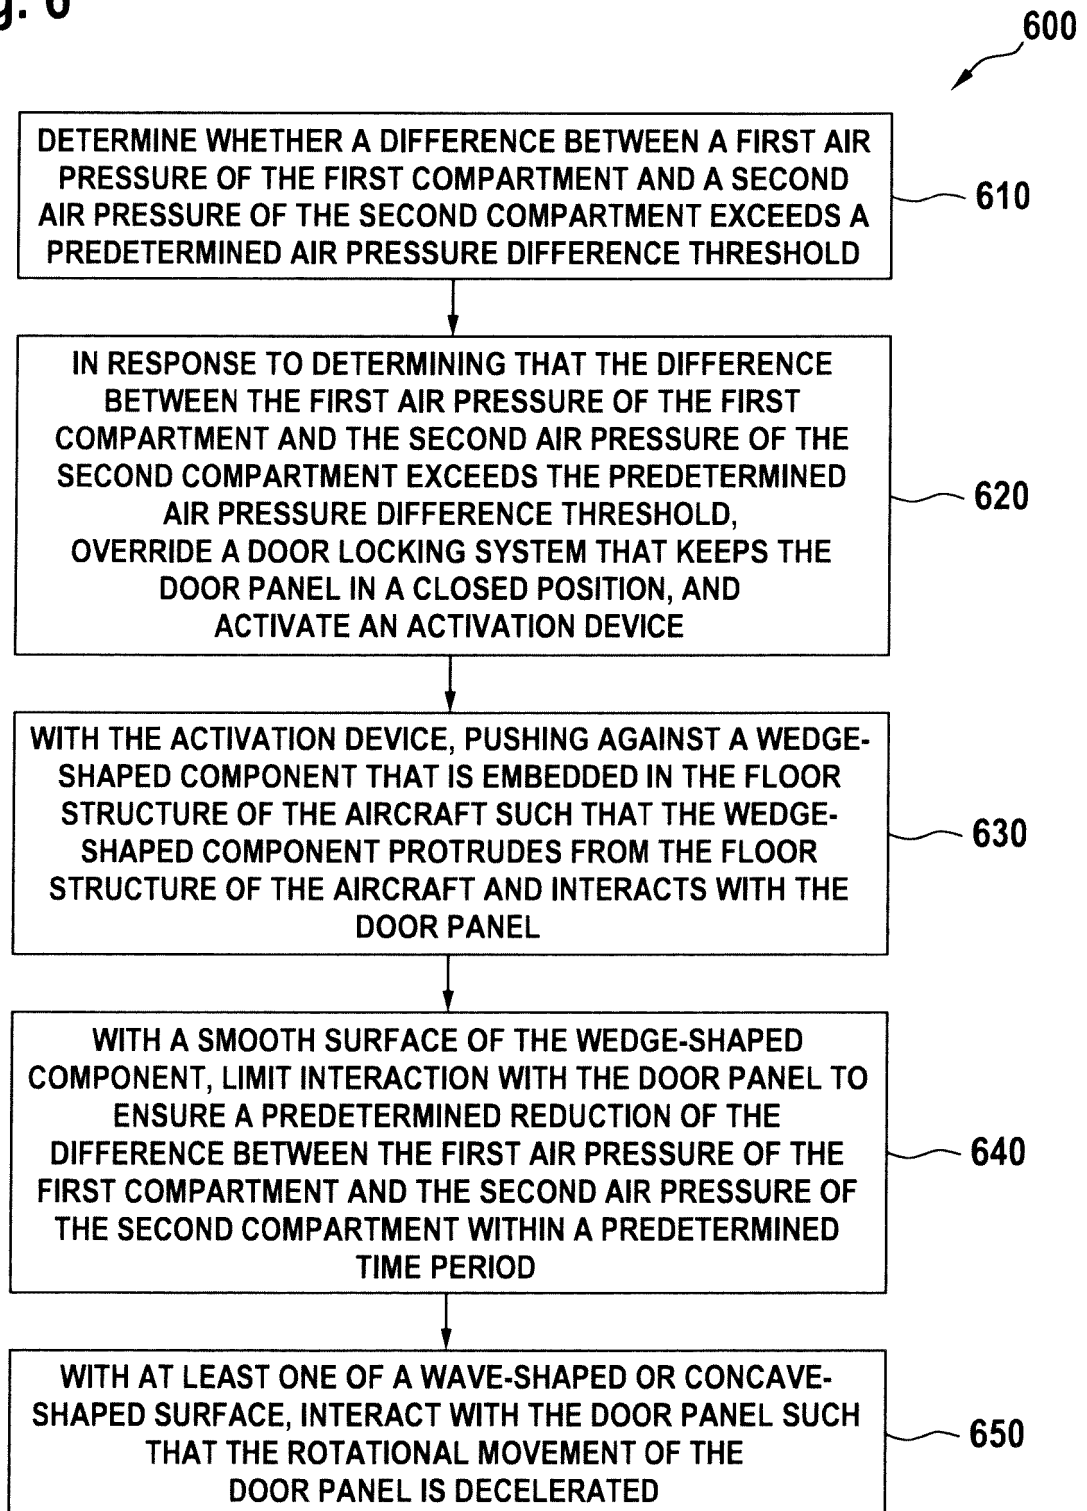 g. 6
600
DETERMINE WHETHER A DIFFERENCE BETWEEN A FIRST AIR
PRESSURE OF THE FIRST COMPARTMENT AND A SECOND
AIR PRESSURE OF THE SECOND COMPARTMENT EXCEEDS A
PREDETERMINED AIR PRESSURE DIFFERENCE THRESHOLD
610
IN RESPONSE TO DETERMINING THAT THE DIFFERENCE
BETWEEN THE FIRST AIR PRESSURE OF THE FIRST
COMPARTMENT AND THE SECOND AIR PRESSURE OF THE
SECOND COMPARTMENT EXCEEDS THE PREDETERMINED
AIR PRESSURE DIFFERENCE THRESHOLD,
OVERRIDE A DOOR LOCKING SYSTEM THAT KEEPS THE
DOOR PANEL IN A CLOSED POSITION, AND
ACTIVATE AN ACTIVATION DEVICE
620
WITH THE ACTIVATION DEVICE, PUSHING AGAINST A WEDGE-
SHAPED COMPONENT THAT IS EMBEDDED IN THE FLOOR
STRUCTURE OF THE AIRCRAFT SUCH THAT THE WEDGE-
SHAPED COMPONENT PROTRUDES FROM THE FLOOR
STRUCTURE OF THE AIRCRAFT AND INTERACTS WITH THE
DOOR PANEL
630
WITH A SMOOTH SURFACE OF THE WEDGE-SHAPED
COMPONENT, LIMIT INTERACTION WITH THE DOOR PANEL TO
ENSURE A PREDETERMINED REDUCTION OF THE
DIFFERENCE BETWEEN THE FIRST AIR PRESSURE OF THE
FIRST COMPARTMENT AND THE SECOND AIR PRESSURE OF
THE SECOND COMPARTMENT WITHIN A PREDETERMINED
TIME PERIOD
640
WITH AT LEAST ONE OF A WAVE-SHAPED OR CONCAVE-
SHAPED SURFACE, INTERACT WITH THE DOOR PANEL SUCH
THAT THE ROTATIONAL MOVEMENT OF THE
DOOR PANEL IS DECELERATED
650